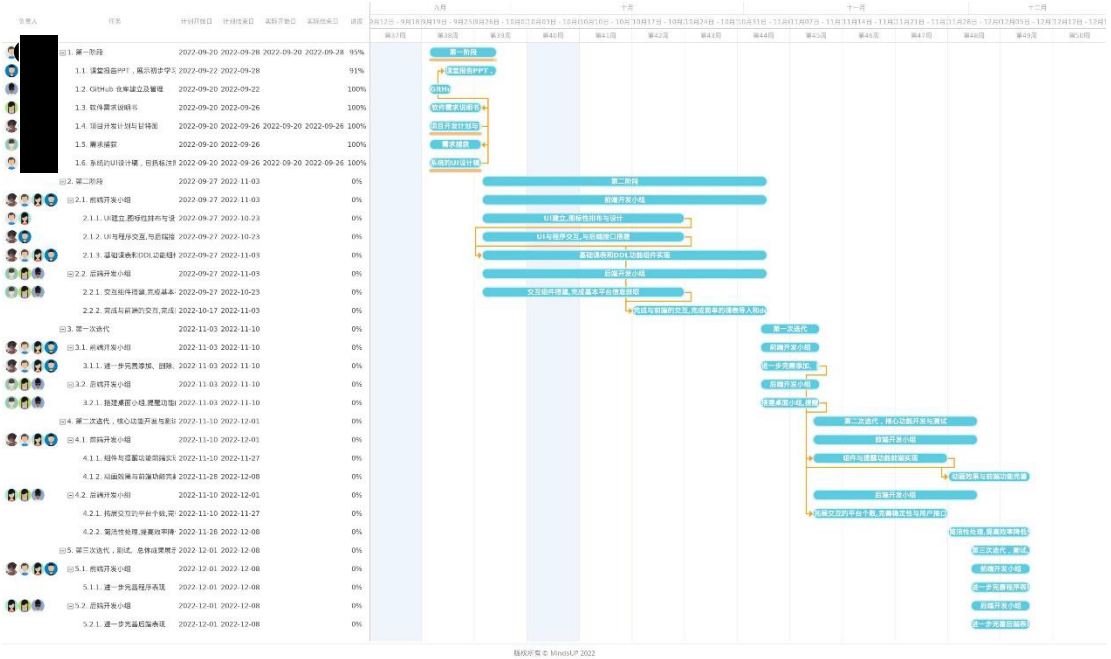 九月 十月 十一月 十二月
负责人 任务 计划开始日 计划结束日 实际开始日 实际结束日 进度
第37周 第38周 第39周 第40周 第41周 第42周 第43周 第44周 第45周 第46周 第47周 第48周 第49周 第50周
1. 第一阶段 2022-09-20 2022-09-28 2022-09-20 2022-09-28 95% 第一阶段
1.1. 课堂报告PPT，展示初步学习 2022-09-22 2022-09-28 91% 课堂报告PPT，
1.2. GitHub 仓库建立及管理 2022-09-20 2022-09-22 100% GitHu
1.3. 软件需求说明书 2022-09-20 2022-09-26 100% 软件需求说明书
1.4. 项目开发计划与甘特图 2022-09-20 2022-09-26 2022-09-20 2022-09-26 100% 项目开发计划与
1.5. 需求捕获 2022-09-20 2022-09-26 100% 需求捕获
1.6. 系统的UI设计稿，包括标注图 2022-09-20 2022-09-26 2022-09-20 2022-09-26 100% 系统的UI设计稿
2. 第二阶段 2022-09-27 2022-11-03 0% 第二阶段
2.1. 前端开发小组 2022-09-27 2022-11-03 0% 前端开发小组
2.1.1. UI建立,图标性排布与设 2022-09-27 2022-10-23 0% UI建立,图标性排布与设计
2.1.2. UI与程序交互,与后端接 2022-09-27 2022-10-23 0% UI与程序交互,与后端接口搭建
2.1.3. 基础课表和DDL功能组件 2022-09-27 2022-11-03 0% 基础课表和DDL功能组件实现
2.2. 后端开发小组 2022-09-27 2022-11-03 0% 后端开发小组
2.2.1. 交互组件搭建,完成基本 2022-09-27 2022-10-23 0% 交互组件搭建,完成基本平台信息获取
2.2.2. 完成与前端的交互,完成 2022-10-17 2022-11-03 0% 完成与前端的交互,完成简单的课表导入和dd
3. 第一次迭代 2022-11-03 2022-11-10 0% 第一次迭代
3.1. 前端开发小组 2022-11-03 2022-11-10 0% 前端开发小组
3.1.1. 进一步完善添加、删除、 2022-11-03 2022-11-10 0% 进一步完善添加、
3.2. 后端开发小组 2022-11-03 2022-11-10 0% 后端开发小组
3.2.1. 搭建桌面小组,提醒功能 2022-11-03 2022-11-10 0% 搭建桌面小组,提醒
4. 第二次迭代，核心功能开发与测试 2022-11-10 2022-12-01 0% 第二次迭代，核心功能开发与测试
4.1. 前端开发小组 2022-11-10 2022-12-01 0% 前端开发小组
4.1.1. 组件与提醒功能前端实现 2022-11-10 2022-11-27 0% 组件与提醒功能前端实现
4.1.2. 动画效果与前端功能完善 2022-11-28 2022-12-08 0% 动画效果与前端功能完善
4.2. 后端开发小组 2022-11-10 2022-12-01 0% 后端开发小组
4.2.1. 拓展交互的平台个数,完善 2022-11-10 2022-11-27 0% 拓展交互的平台个数,完善稳定性与用户接口
4.2.2. 简洁性处理,提高效率降低 2022-11-28 2022-12-08 0% 简洁性处理,提高效率降低
5. 第三次迭代，测试，总体成果展示 2022-12-01 2022-12-08 0% 第三次迭代，测试，
5.1. 前端开发小组 2022-12-01 2022-12-08 0% 前端开发小组
5.1.1. 进一步完善程序表现 2022-12-01 2022-12-08 0% 进一步完善程序表现
5.2. 后端开发小组 2022-12-01 2022-12-08 0% 后端开发小组
5.2.1. 进一步完善后端表现 2022-12-01 2022-12-08 0% 进一步完善后端表现
版权所有 © MindsUP 2022